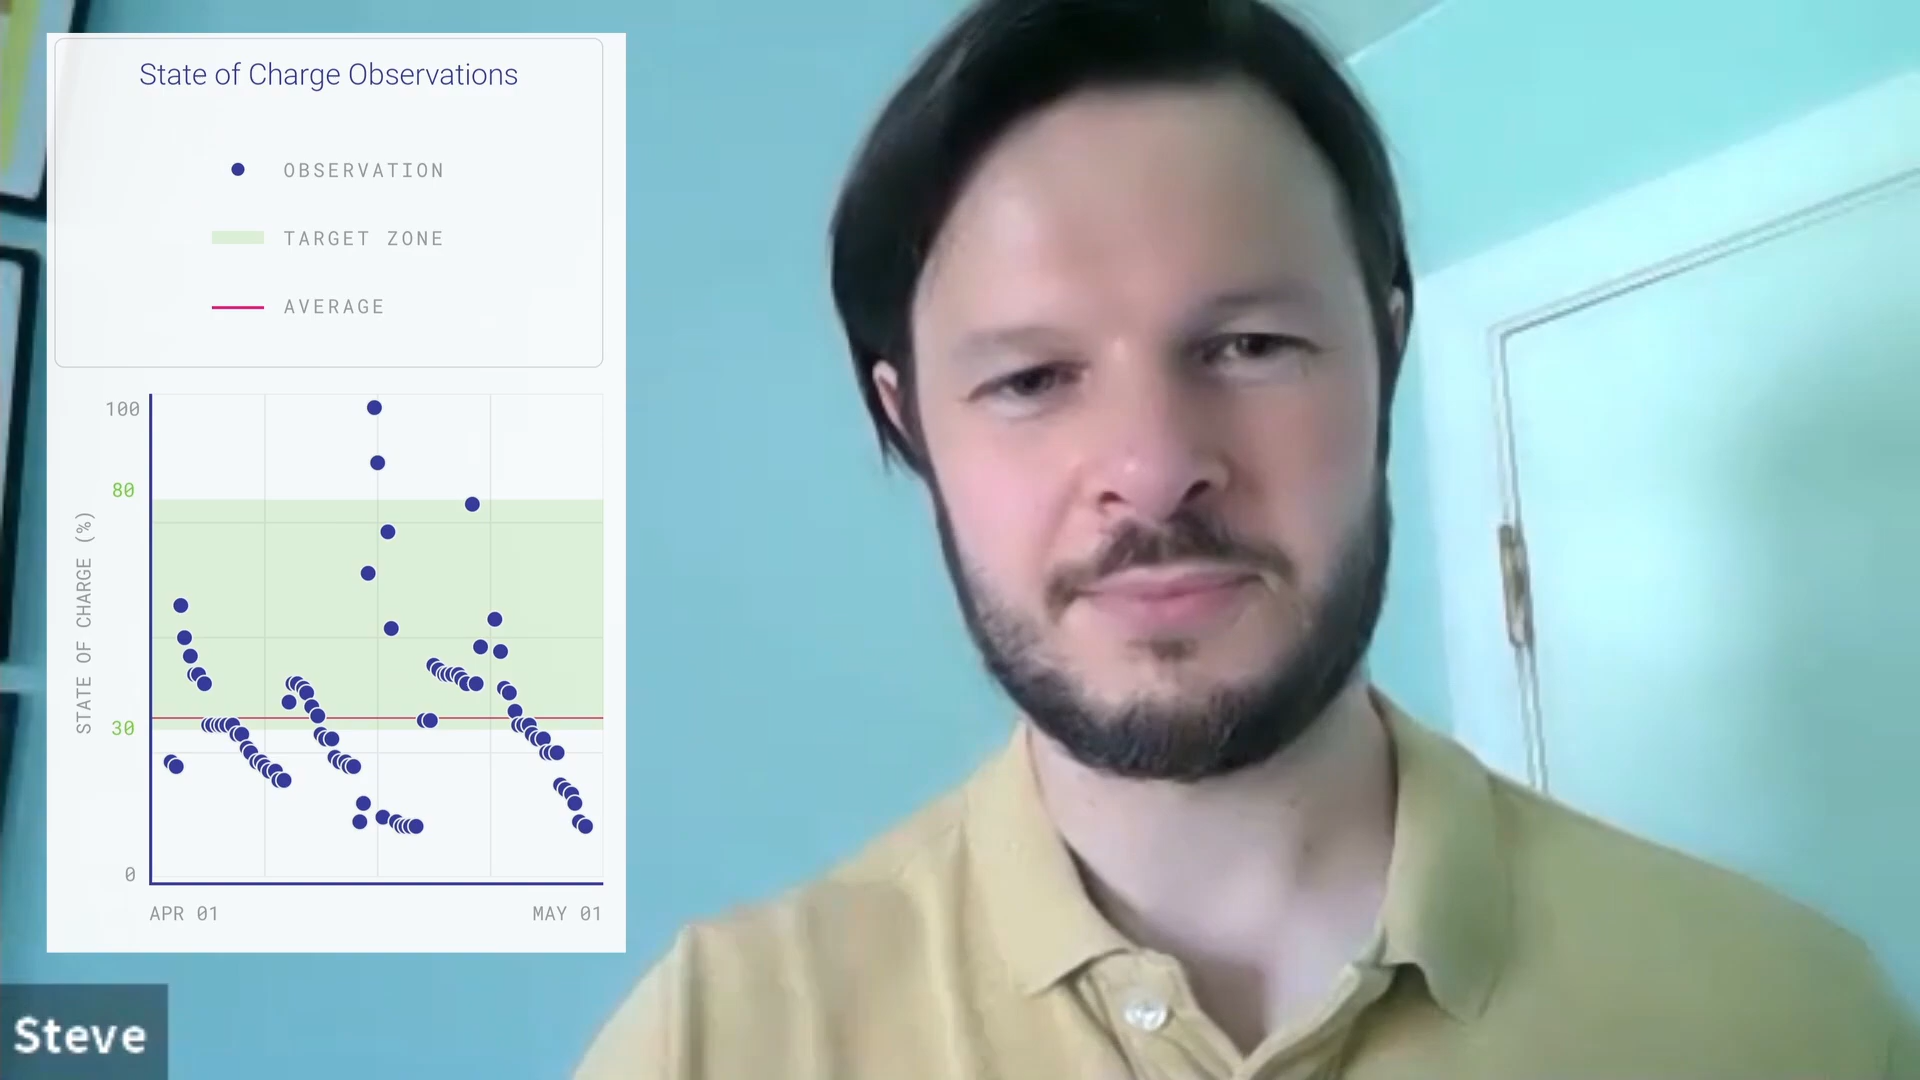 State of Charge Observations
OBSERVATION
TARGET ZONE
AVERAGE
100
80
STATE OF CHARGE (%)
30
0
APR 01
MAY 01
Steve